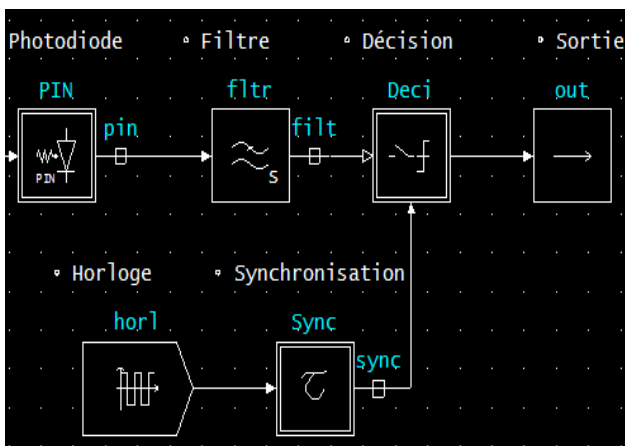 Photodiode Filtre Décision Sortie
PIN fltr Deci out
pin filt
PIN S
Horloge Synchronisation
horl Sync
sync
τ